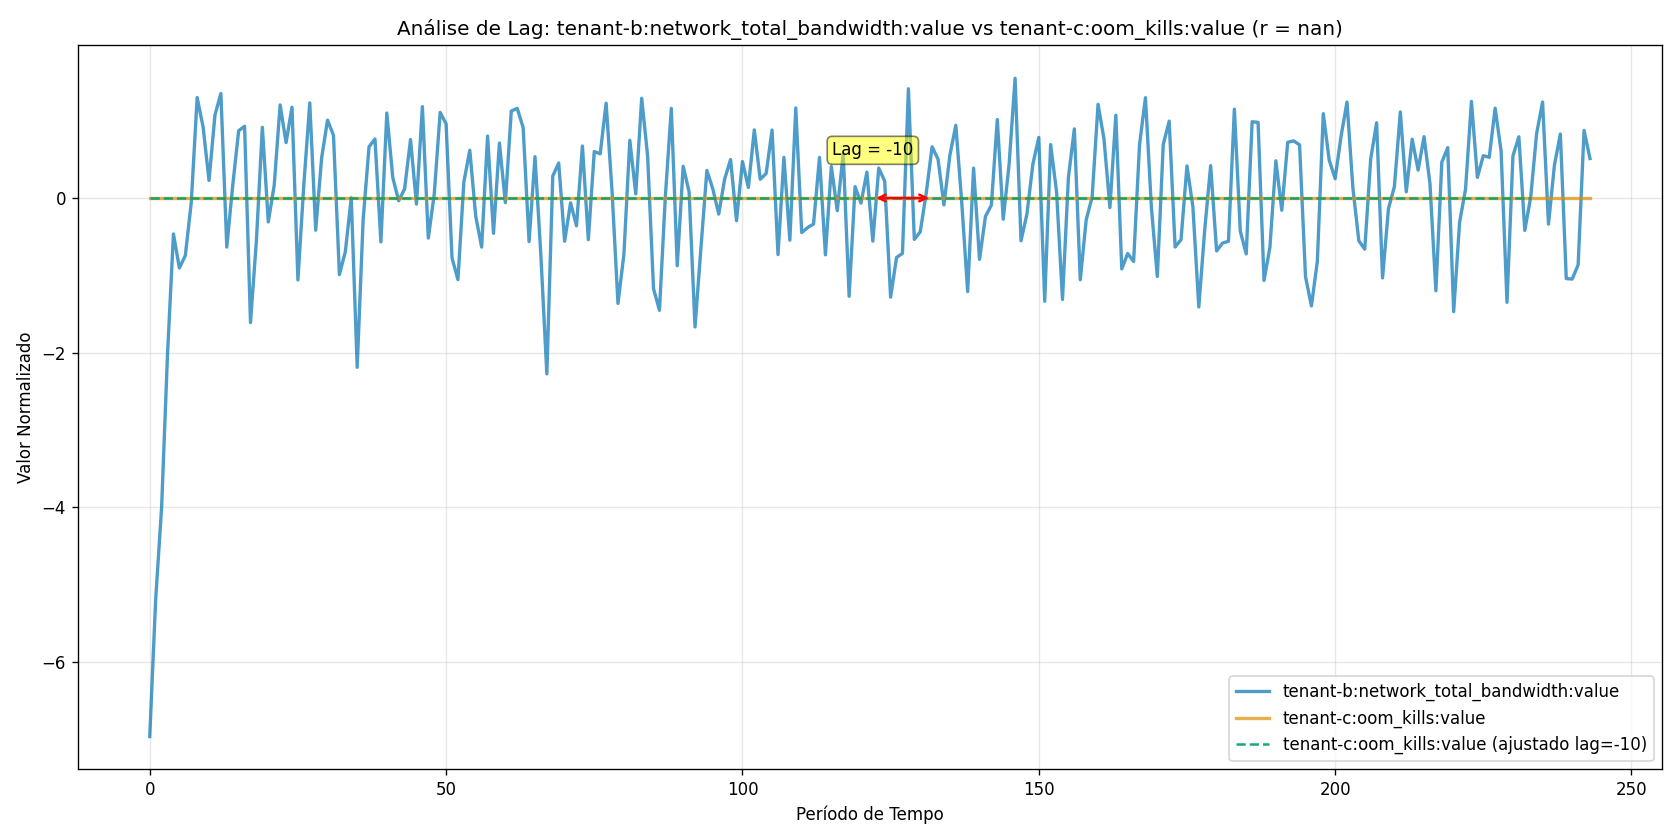 Análise de Lag: tenant-b:network_total_bandwidth:value vs tenant-c:oom_kills:value (r = nan)
Valor Normalizado
0
−2
−4
−6
Lag = -10
tenant-b:network_total_bandwidth:value
tenant-c:oom_kills:value
tenant-c:oom_kills:value (ajustado lag=-10)
0 50 100 150 200 250
Período de Tempo